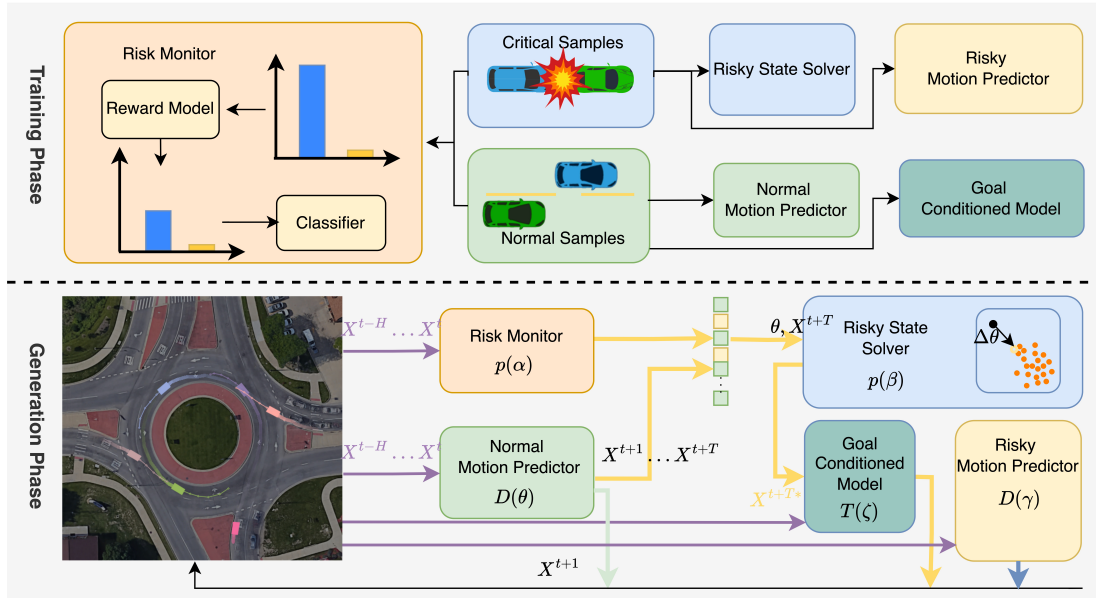 Training Phase
Risk Monitor
Reward Model
Classifier
Critical Samples
Normal Samples
Risky State Solver
Risky
Motion Predictor
Normal
Motion Predictor
Goal
Conditioned Model
Generation Phase
X^{t-H} ... X^t
Risk Monitor
p(α)
θ, X^{t+T}
Risky State
Solver
p(β)
Δθ
X^{t-H} ... X^t
Normal
Motion Predictor
D(θ)
X^{t+1} ... X^{t+T}
X^{t+T*}
Goal
Conditioned
Model
T(ζ)
Risky
Motion Predictor
D(γ)
X^{t+1}